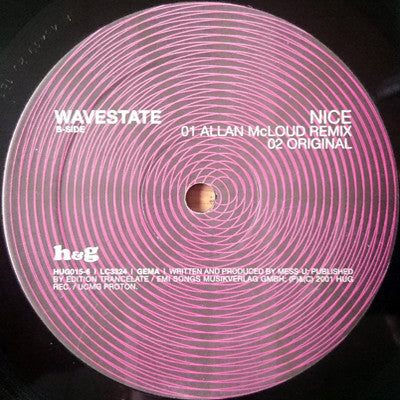 WAVESTATE
B-SIDE
NICE
01 ALLAN McLOUD REMIX
02 ORIGINAL
h&g
HUG015-6 I LC3324 I GEMA I WRITTEN AND PRODUCED BY MESS-U; PUBLISHED
BY EDITION TRANCELATE / EMI SONGS MUSIKVERLAG GMBH; (P)&(C) 2001 HUG
REC. / UCMG PROTON.